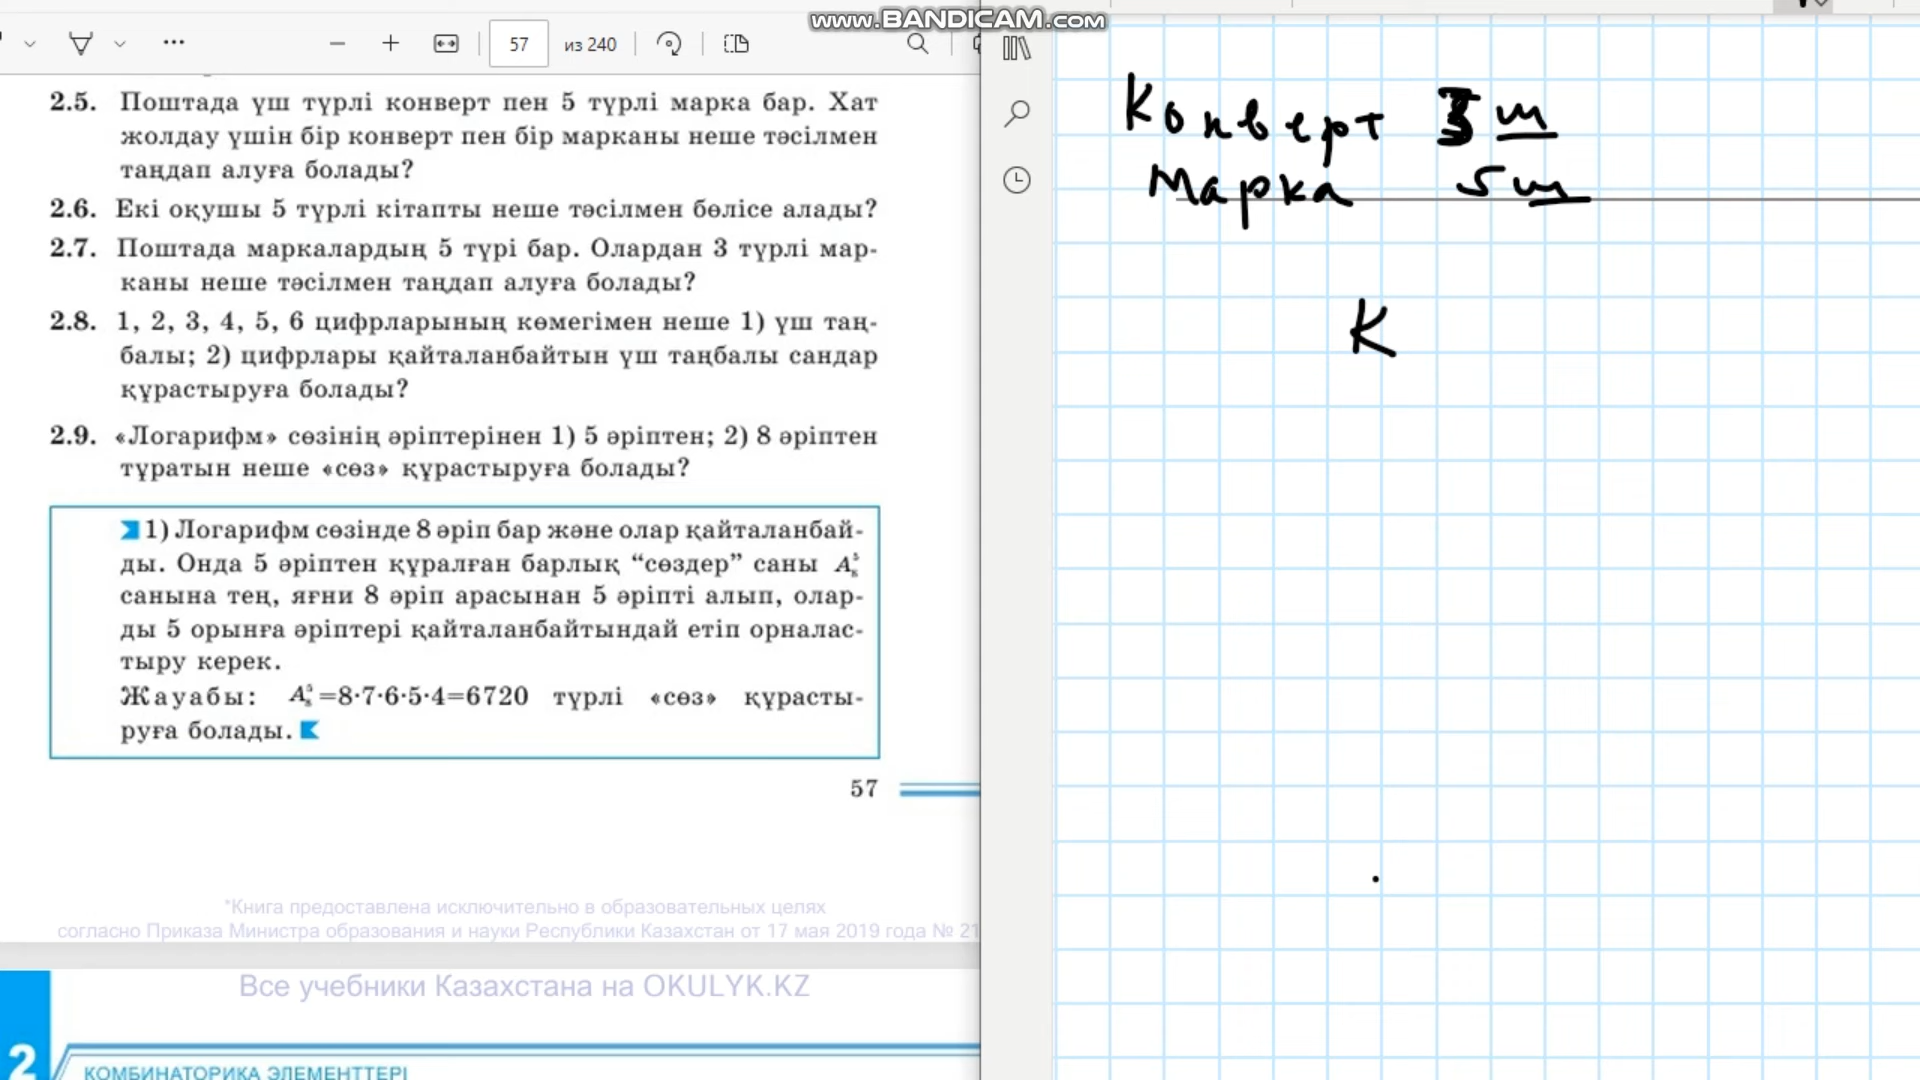 www.BANDICAM.com
57 из 240
2.5. Поштада үш түрлі конверт пен 5 түрлі марка бар. Хат
жолдау үшін бір конверт пен бір марканы неше тәсілмен
таңдап алуға болады?
2.6. Екі оқушы 5 түрлі кітапты неше тәсілмен бөлісе алады?
2.7. Поштада маркалардың 5 түрі бар. Олардан 3 түрлі мар-
каны неше тәсілмен таңдап алуға болады?
2.8. 1, 2, 3, 4, 5, 6 цифрларының көмегімен неше 1) үш таң-
балы; 2) цифрлары қайталанбайтын үш таңбалы сандар
құрастыруға болады?
2.9. «Логарифм» сөзінің әріптерінен 1) 5 әріптен; 2) 8 әріптен
тұратын неше «сөз» құрастыруға болады?
1) Логарифм сөзінде 8 әріп бар және олар қайталанбай-
ды. Онда 5 әріптен құралған барлық “сөздер” саны A₈⁵
санына тең, яғни 8 әріп арасынан 5 әріпті алып, олар-
ды 5 орынға әріптері қайталанбайтындай етіп орналас-
тыру керек.
Жауабы: A₈⁵=8·7·6·5·4=6720 түрлі «сөз» құрасты-
руға болады.
57
*Книга предоставлена исключительно в образовательных целях
согласно Приказа Министра образования и науки Республики Казахстан от 17 мая 2019 года № 21
Все учебники Казахстана на OKULYK.KZ
2
КОМБИНАТОРИКА ЭЛЕМЕНТТЕРІ
Конверт 3 ш
Марка 5 ш
К